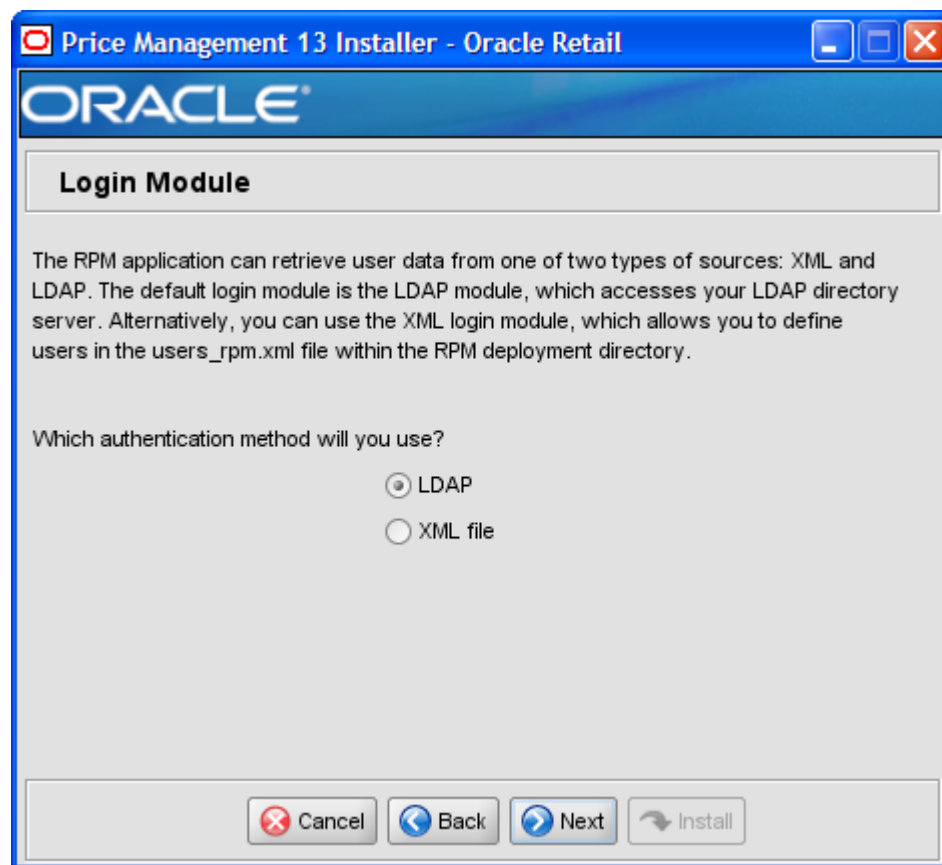 Price Management 13 Installer - Oracle Retail
ORACLE®
Login Module
The RPM application can retrieve user data from one of two types of sources: XML and
LDAP. The default login module is the LDAP module, which accesses your LDAP directory
server. Alternatively, you can use the XML login module, which allows you to define
users in the users_rpm.xml file within the RPM deployment directory.
Which authentication method will you use?
LDAP
XML file
Cancel Back Next Install